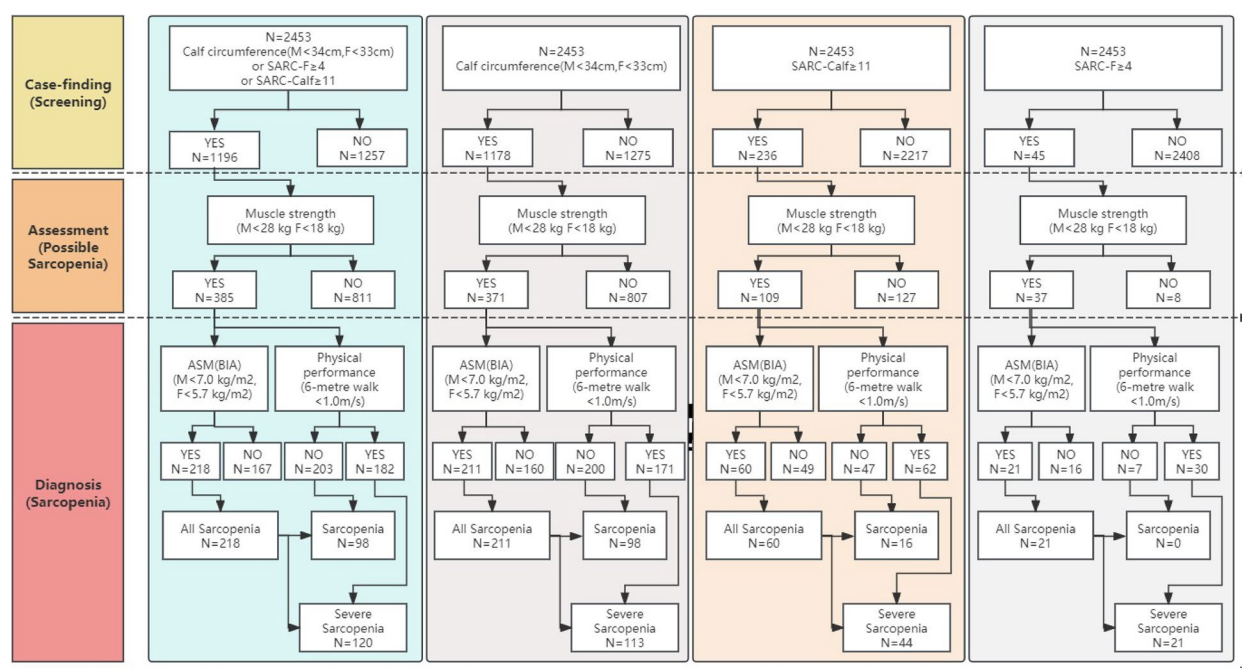 Case-finding
(Screening)
Assessment
(Possible
Sarcopenia)
Diagnosis
(Sarcopenia)
N=2453
Calf circumference(M<34cm,F<33cm)
or SARC-F≥4
or SARC-Calf≥11
YES
N=1196
NO
N=1257
Muscle strength
(M<28 kg F<18 kg)
YES
N=385
NO
N=811
ASM(BIA)
(M<7.0 kg/m2,
F<5.7 kg/m2)
Physical
performance
(6-metre walk
<1.0m/s)
YES
N=218
NO
N=167
NO
N=203
YES
N=182
All Sarcopenia
N=218
Sarcopenia
N=98
Severe
Sarcopenia
N=120
N=2453
Calf circumference(M<34cm,F<33cm)
YES
N=1178
NO
N=1275
Muscle strength
(M<28 kg F<18 kg)
YES
N=371
NO
N=807
ASM(BIA)
(M<7.0 kg/m2,
F<5.7 kg/m2)
Physical
performance
(6-metre walk
<1.0m/s)
YES
N=211
NO
N=160
NO
N=200
YES
N=171
All Sarcopenia
N=211
Sarcopenia
N=98
Severe
Sarcopenia
N=113
N=2453
SARC-Calf≥11
YES
N=236
NO
N=2217
Muscle strength
(M<28 kg F<18 kg)
YES
N=109
NO
N=127
ASM(BIA)
(M<7.0 kg/m2,
F<5.7 kg/m2)
Physical
performance
(6-metre walk
<1.0m/s)
YES
N=60
NO
N=49
NO
N=47
YES
N=62
All Sarcopenia
N=60
Sarcopenia
N=16
Severe
Sarcopenia
N=44
N=2453
SARC-F≥4
YES
N=45
NO
N=2408
Muscle strength
(M<28 kg F<18 kg)
YES
N=37
NO
N=8
ASM(BIA)
(M<7.0 kg/m2,
F<5.7 kg/m2)
Physical
performance
(6-metre walk
<1.0m/s)
YES
N=21
NO
N=16
NO
N=7
YES
N=30
All Sarcopenia
N=21
Sarcopenia
N=0
Severe
Sarcopenia
N=21